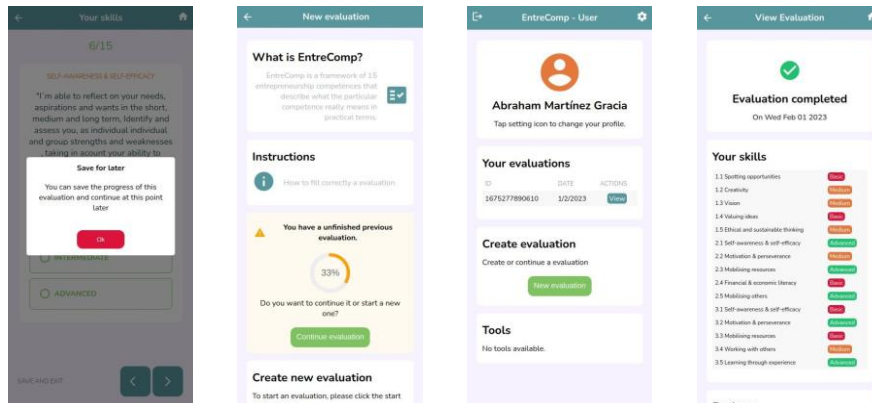 Your skills
6/15
SELF-AWARENESS & SELF-EFFICACY
"I'm able to reflect on your needs,
aspirations and wants in the short,
medium and long term, Identify and
assess you, as individual individual
and group strengths and weaknesses
, taking in acount your ability to
Save for later
You can save the progress of this
evaluation and continue at this point
later
Ok
INTERMEDIATE
ADVANCED
SAVE AND EXIT
New evaluation
What is EntreComp?
EntreComp is a framework of 15
entrepreneurship competences that
describe what the particular
competence really means in
practical terms.
Instructions
How to fill correctly a evaluation
You have a unfinished previous
evaluation.
33%
Do you want to continue it or start a new
one?
Continue evaluation
Create new evaluation
To start an evaluation, please click the start
EntreComp - User
Abraham Martínez Gracia
Tap setting icon to change your profile.
Your evaluations
ID DATE ACTIONS
1675277890610 1/2/2023 View
Create evaluation
Create or continue a evaluation
New evaluation
Tools
No tools available.
View Evaluation
Evaluation completed
On Wed Feb 01 2023
Your skills
1.1 Spotting opportunities Basic
1.2 Creativity Medium
1.3 Vision Medium
1.4 Valuing ideas Basic
1.5 Ethical and sustainable thinking Medium
2.1 Self-awareness & self-efficacy Advanced
2.2 Motivation & perseverance Medium
2.3 Mobilising resources Advanced
2.4 Financial & economic literacy Basic
2.5 Mobilising others Advanced
3.1 Self-awareness & self-efficacy Basic
3.2 Motivation & perseverance Advanced
3.3 Mobilising resources Basic
3.4 Working with others Medium
3.5 Learning through experience Advanced